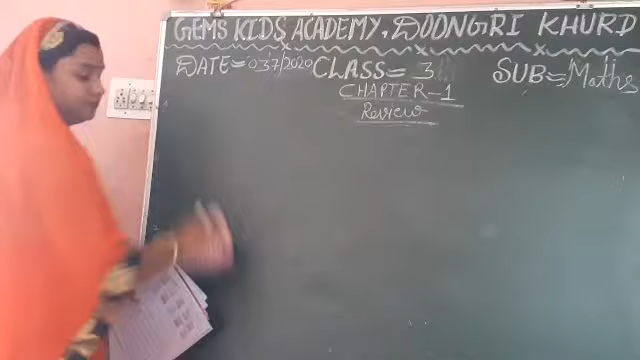 GEMS KIDS ACADEMY, DOONGRI KHURD
DATE= 03/7/2020 CLASS= 3 SUB= Maths
CHAPTER-1
Review